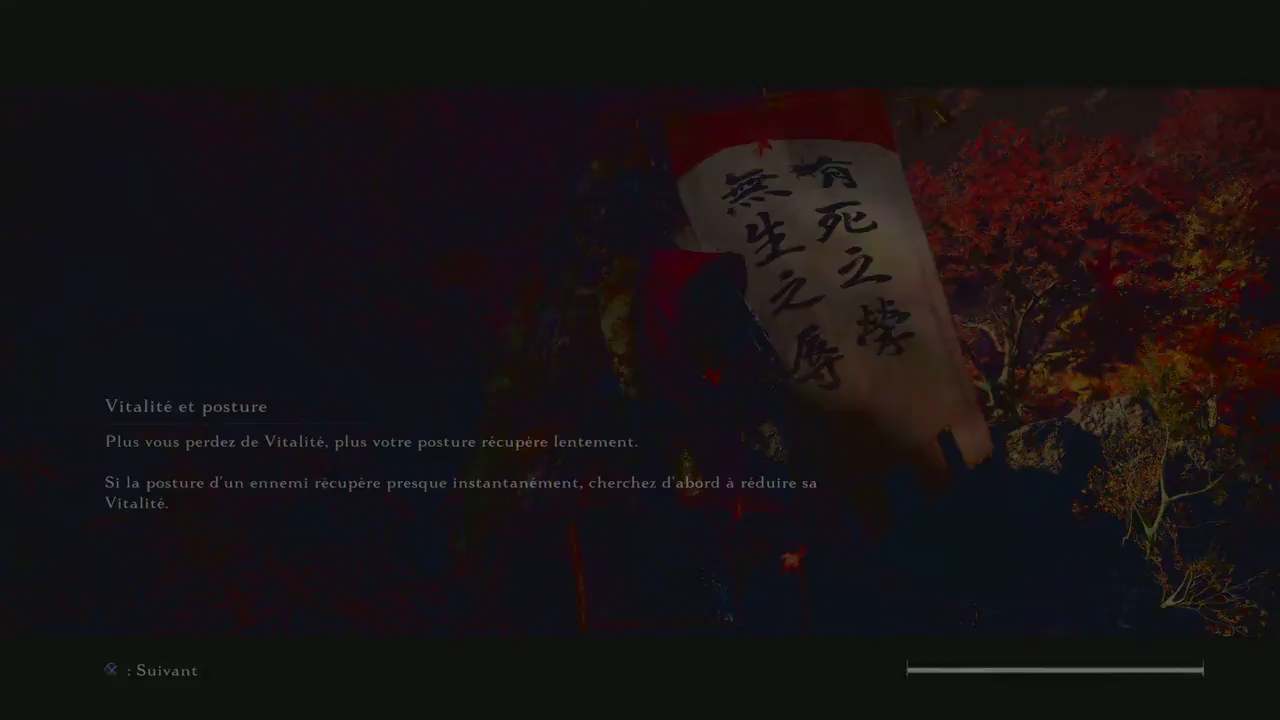 有死之榮
無生之辱
Vitalité et posture
Plus vous perdez de Vitalité, plus votre posture récupère lentement.
Si la posture d'un ennemi récupère presque instantanément, cherchez d'abord à réduire sa
Vitalité.
: Suivant